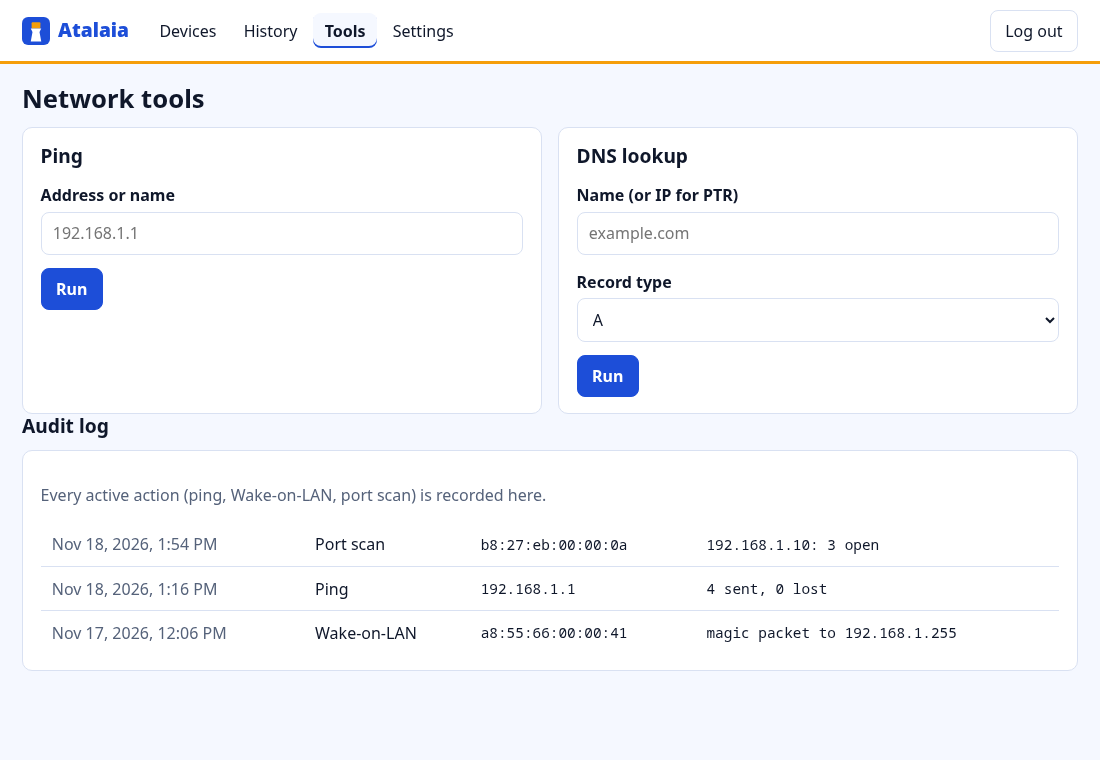 Atalaia Devices History Tools Settings Log out
Network tools
Ping
Address or name
192.168.1.1
Run
DNS lookup
Name (or IP for PTR)
example.com
Record type
A
Run
Audit log
Every active action (ping, Wake-on-LAN, port scan) is recorded here.
Nov 18, 2026, 1:54 PM Port scan b8:27:eb:00:00:0a 192.168.1.10: 3 open
Nov 18, 2026, 1:16 PM Ping 192.168.1.1 4 sent, 0 lost
Nov 17, 2026, 12:06 PM Wake-on-LAN a8:55:66:00:00:41 magic packet to 192.168.1.255